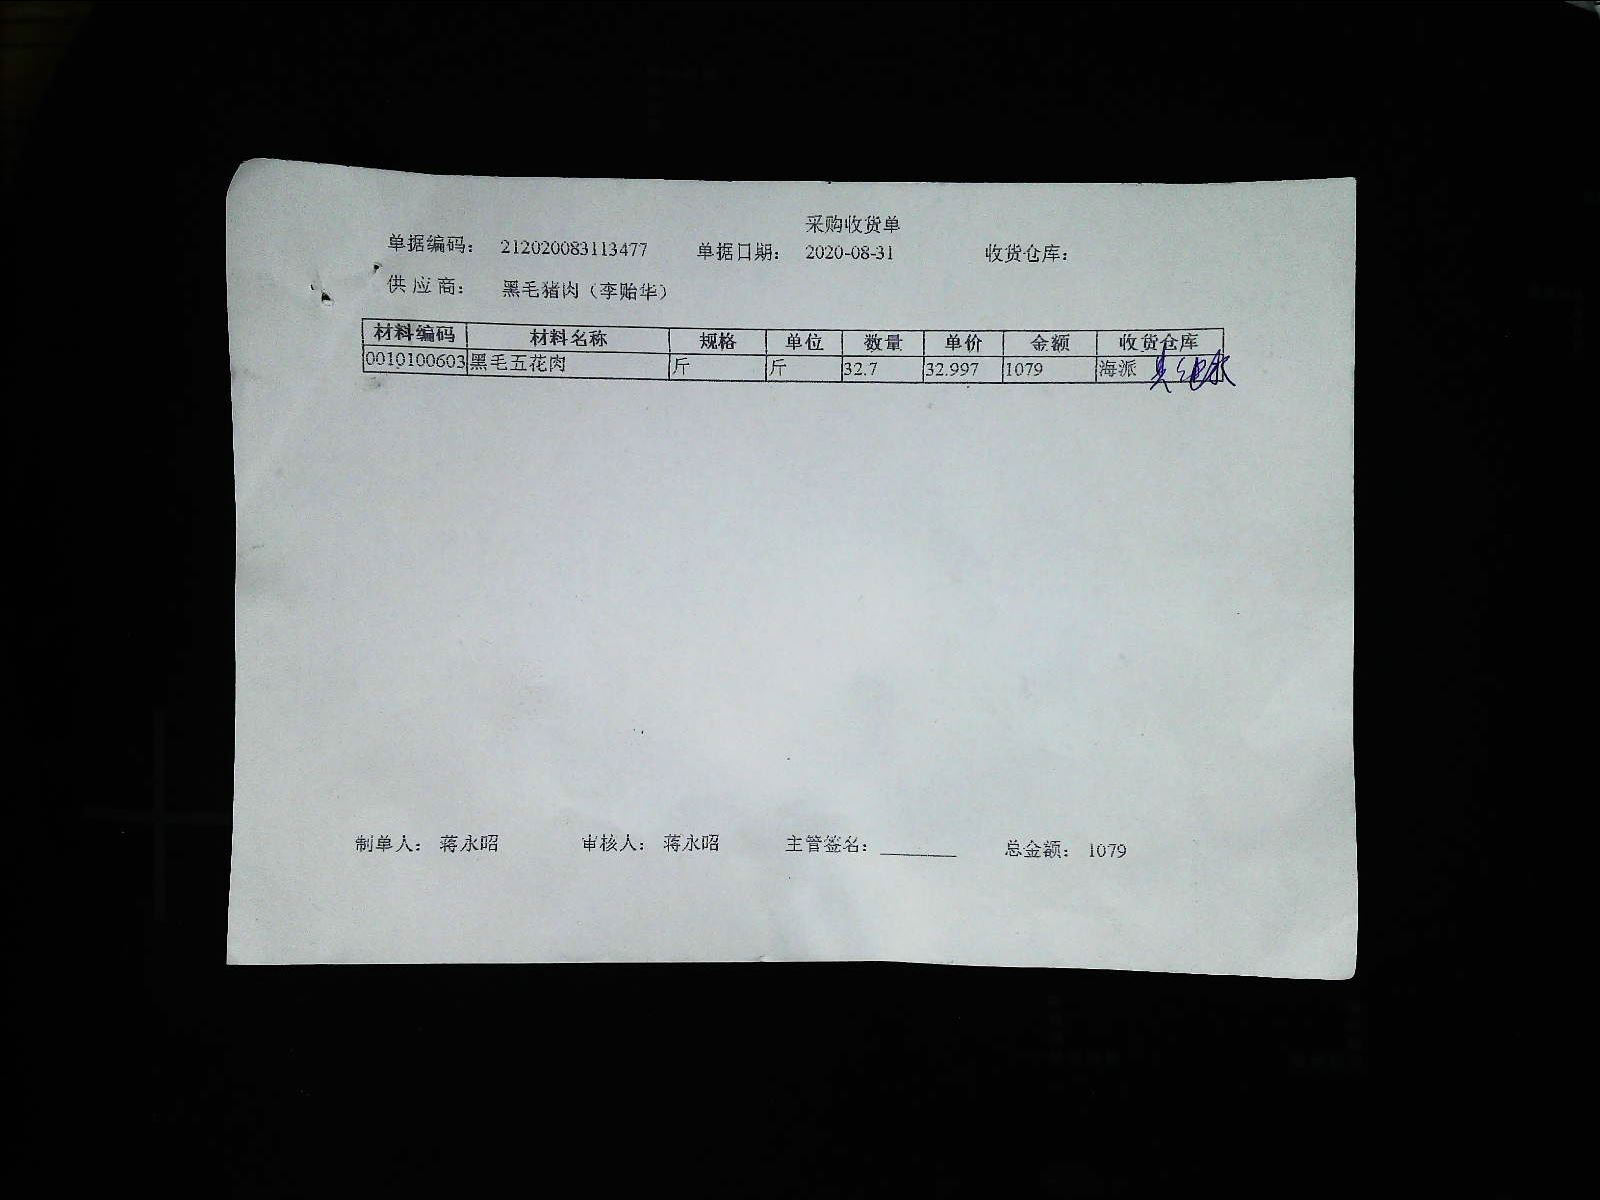 采购收货单
单据编码： 212020083113477 单据日期： 2020-08-31 收货仓库：
供 应 商： 黑毛猪肉（李贻华）
材料编码 材料名称 规格 单位 数量 单价 金额 收货仓库
0010100603 黑毛五花肉 斤 斤 32.7 32.997 1079 海派
制单人： 蒋永昭 审核人： 蒋永昭 主管签名： 总金额： 1079